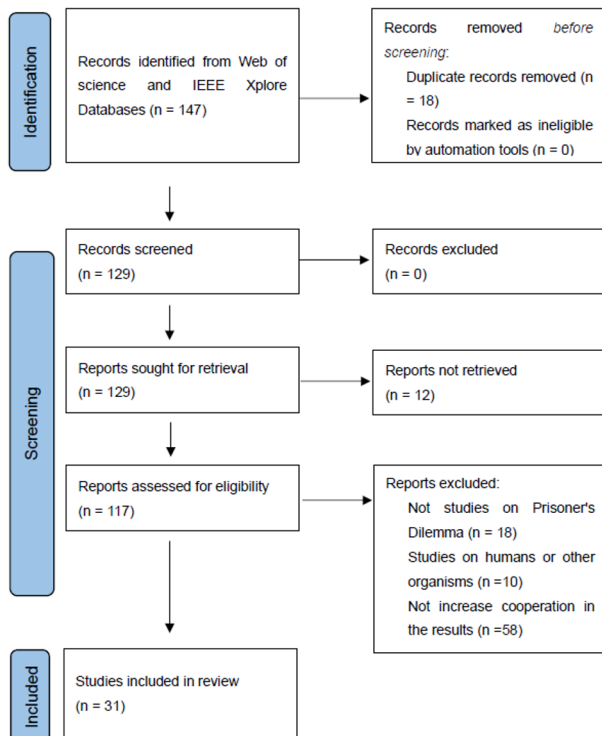 Identification
Records identified from Web of
science and IEEE Xplore
Databases (n = 147)
Records removed before
screening:
Duplicate records removed (n
= 18)
Records marked as ineligible
by automation tools (n = 0)
Screening
Records screened
(n = 129)
Records excluded
(n = 0)
Reports sought for retrieval
(n = 129)
Reports not retrieved
(n = 12)
Reports assessed for eligibility
(n = 117)
Reports excluded:
Not studies on Prisoner's
Dilemma (n = 18)
Studies on humans or other
organisms (n =10)
Not increase cooperation in
the results (n =58)
Included
Studies included in review
(n = 31)